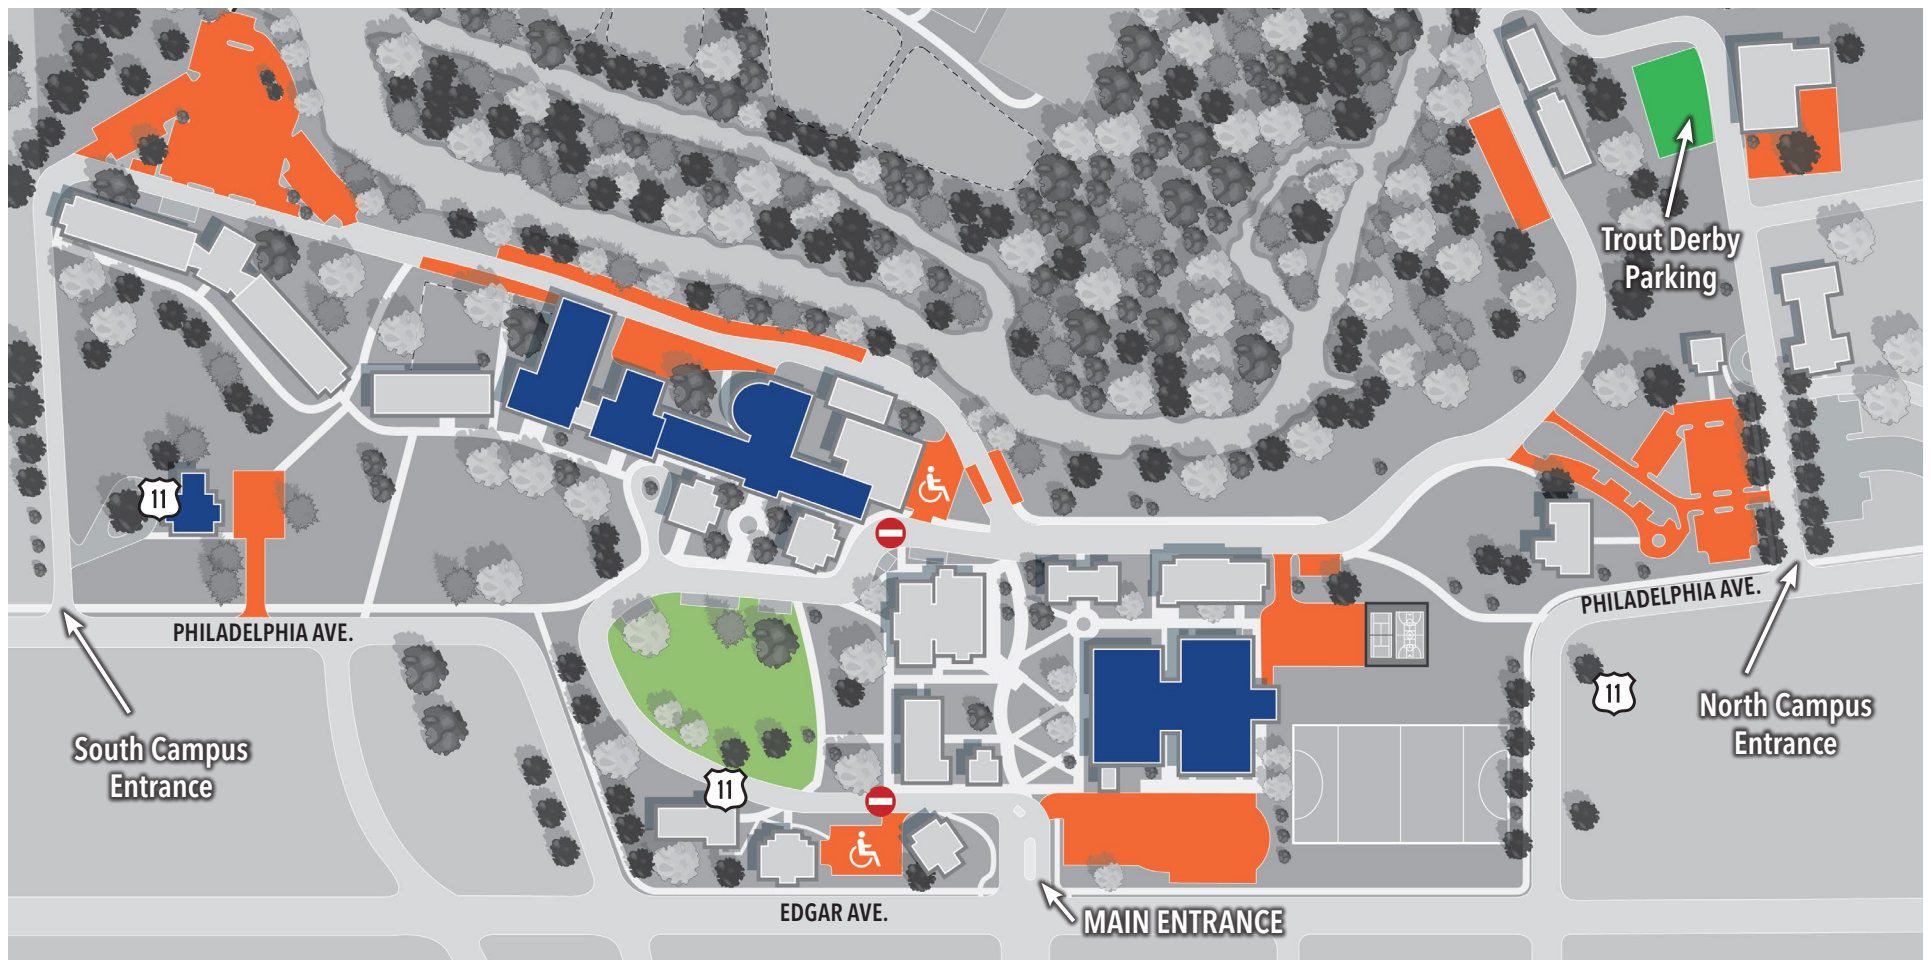 Trout Derby
Parking
11
PHILADELPHIA AVE.
PHILADELPHIA AVE.
11
South Campus
Entrance
North Campus
Entrance
11
EDGAR AVE.
MAIN ENTRANCE